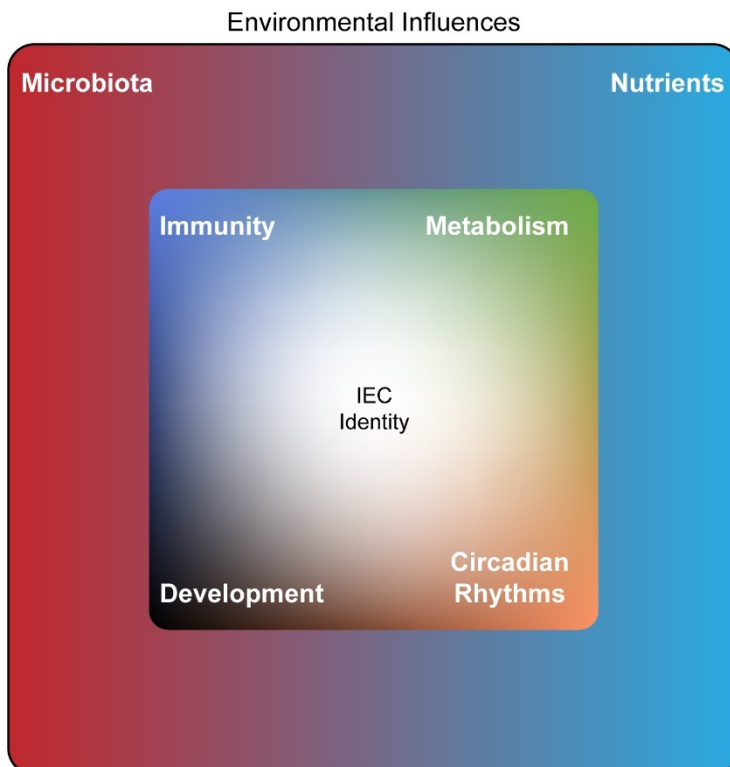 Environmental Influences
Microbiota
Nutrients
Immunity
Metabolism
IEC
Identity
Development
Circadian
Rhythms